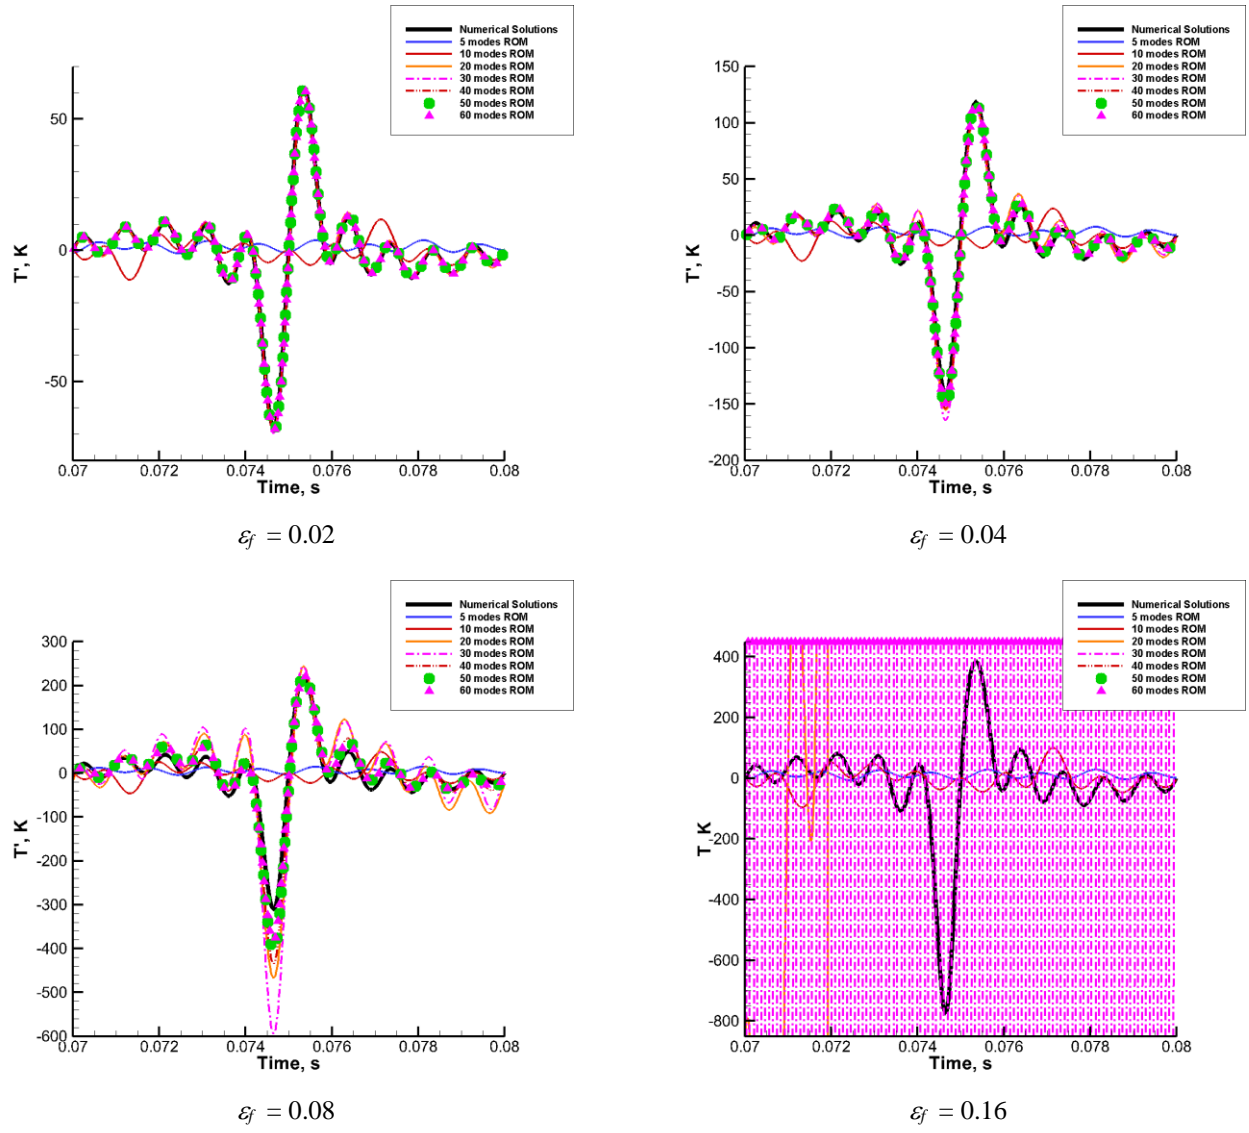 Numerical Solutions
5 modes ROM
10 modes ROM
20 modes ROM
30 modes ROM
40 modes ROM
50 modes ROM
60 modes ROM
50
0
-50
T', K
0.07 0.072 0.074 0.076 0.078 0.08
Time, s
εf = 0.02
Numerical Solutions
5 modes ROM
10 modes ROM
20 modes ROM
30 modes ROM
40 modes ROM
50 modes ROM
60 modes ROM
150
100
50
0
-50
-100
-150
-200
T', K
0.07 0.072 0.074 0.076 0.078 0.08
Time, s
εf = 0.04
Numerical Solutions
5 modes ROM
10 modes ROM
20 modes ROM
30 modes ROM
40 modes ROM
50 modes ROM
60 modes ROM
300
200
100
0
-100
-200
-300
-400
-500
-600
T', K
0.07 0.072 0.074 0.076 0.078 0.08
Time, s
εf = 0.08
Numerical Solutions
5 modes ROM
10 modes ROM
20 modes ROM
30 modes ROM
40 modes ROM
50 modes ROM
60 modes ROM
400
200
0
-200
-400
-600
-800
T, K
0.07 0.072 0.074 0.076 0.078 0.08
Time, s
εf = 0.16